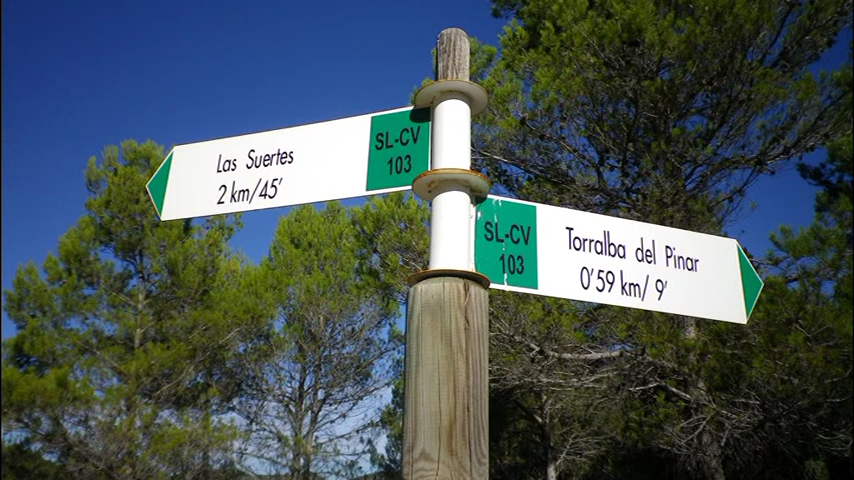 Las Suertes
2 km/45'
SL-CV
103
SL-CV
103
Torralba del Pinar
0'59 km/ 9'